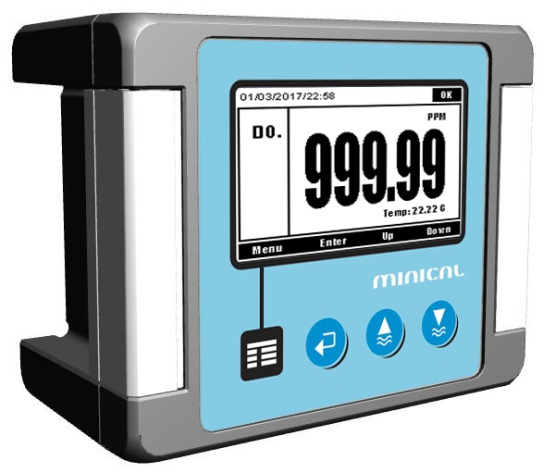 01/03/2017/22:58 OK
PPM
DO.
999.99
Temp: 22.22 C
Menu Enter Up Down
MINICAL